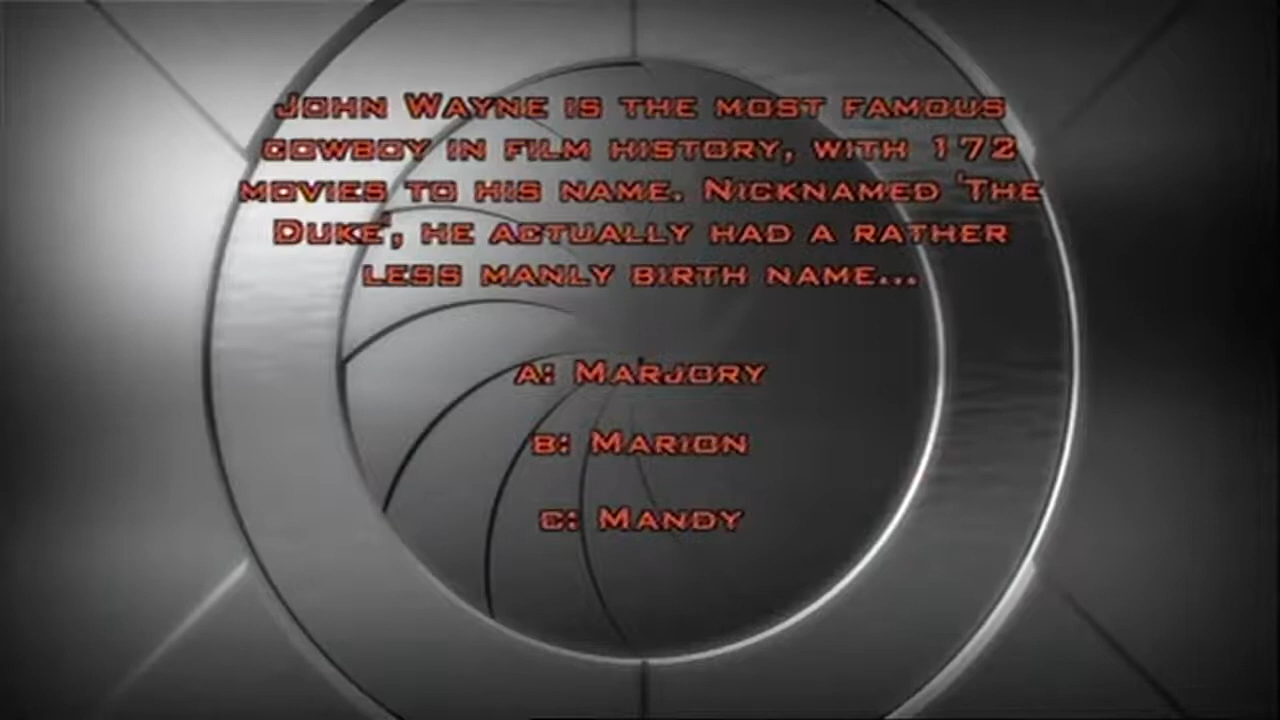 John Wayne is the most famous
cowboy in film history, with 172
movies to his name. Nicknamed 'The
Duke', he actually had a rather
less manly birth name...
A: Marjory
B: Marion
C: Mandy